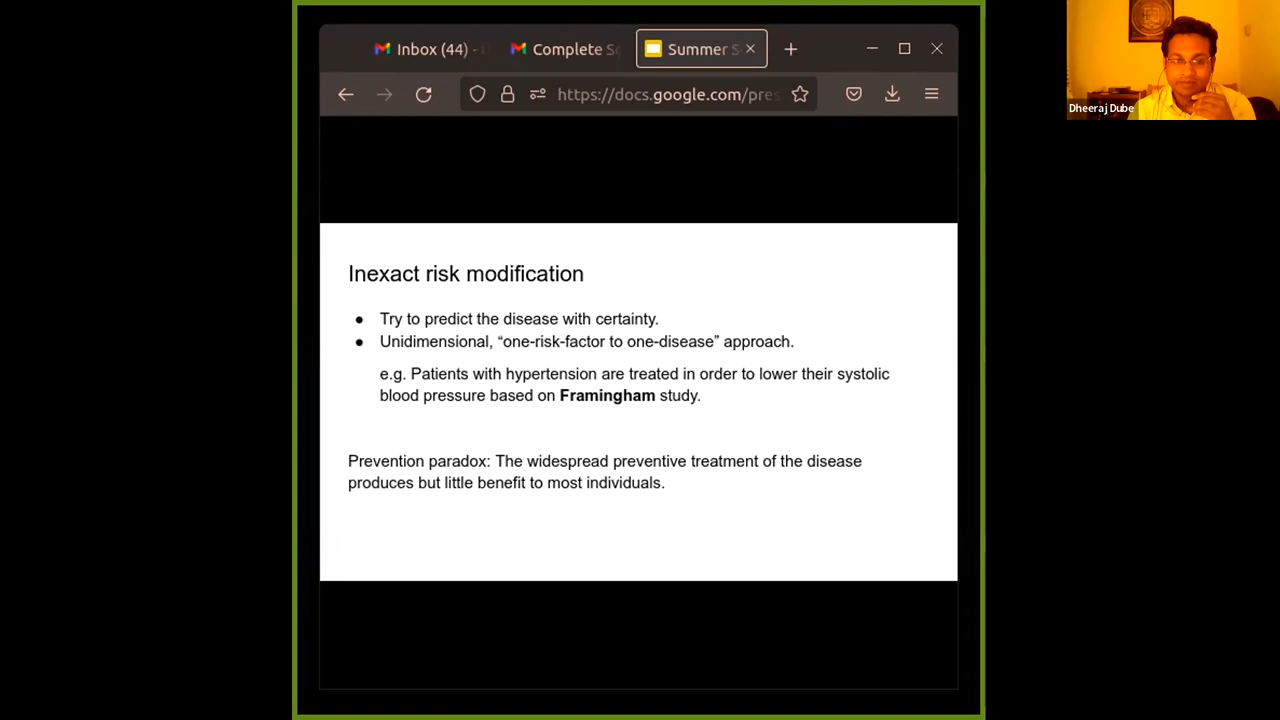 Inbox (44) -
Complete Sc
Summer S
https://docs.google.com/pres
Dheeraj Dube
Inexact risk modification
● Try to predict the disease with certainty.
● Unidimensional, “one-risk-factor to one-disease” approach.
e.g. Patients with hypertension are treated in order to lower their systolic
blood pressure based on Framingham study.
Prevention paradox: The widespread preventive treatment of the disease
produces but little benefit to most individuals.